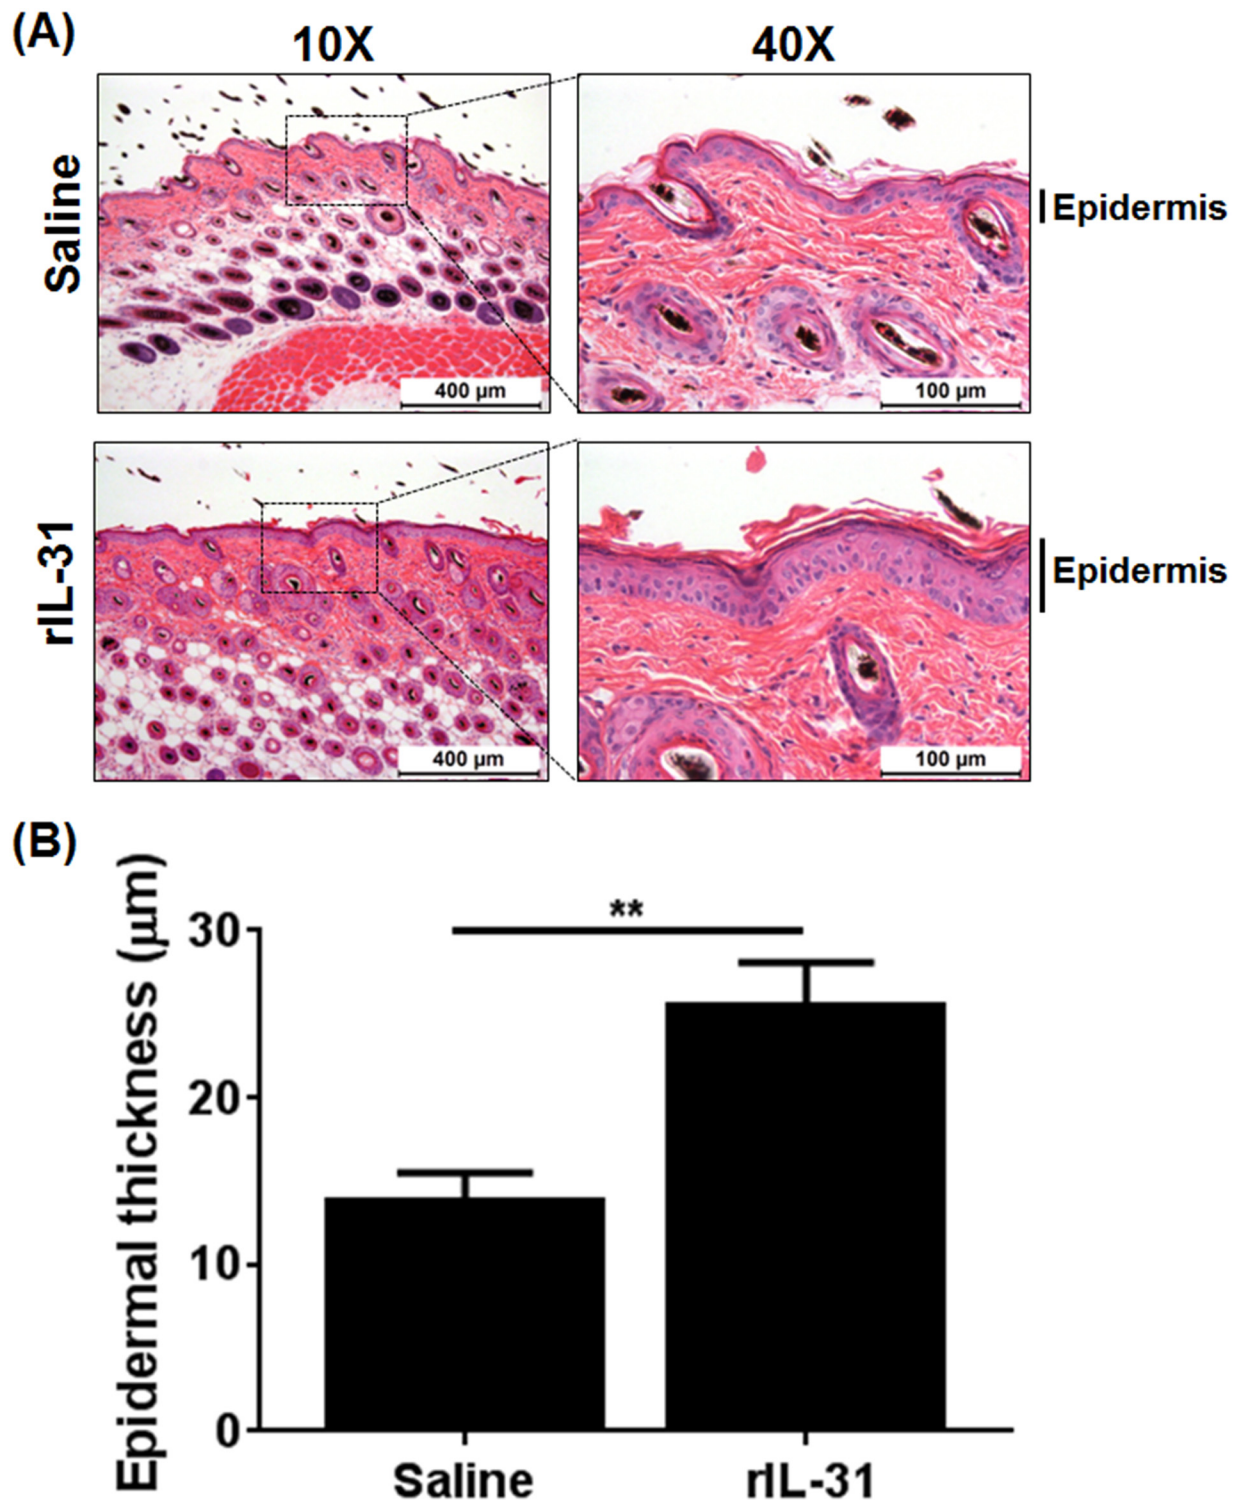 (A)
10X
40X
Saline
Epidermis
400 µm
100 µm
rIL-31
Epidermis
400 µm
100 µm
(B)
Epidermal thickness (µm)
**
30
20
10
0
Saline
rIL-31